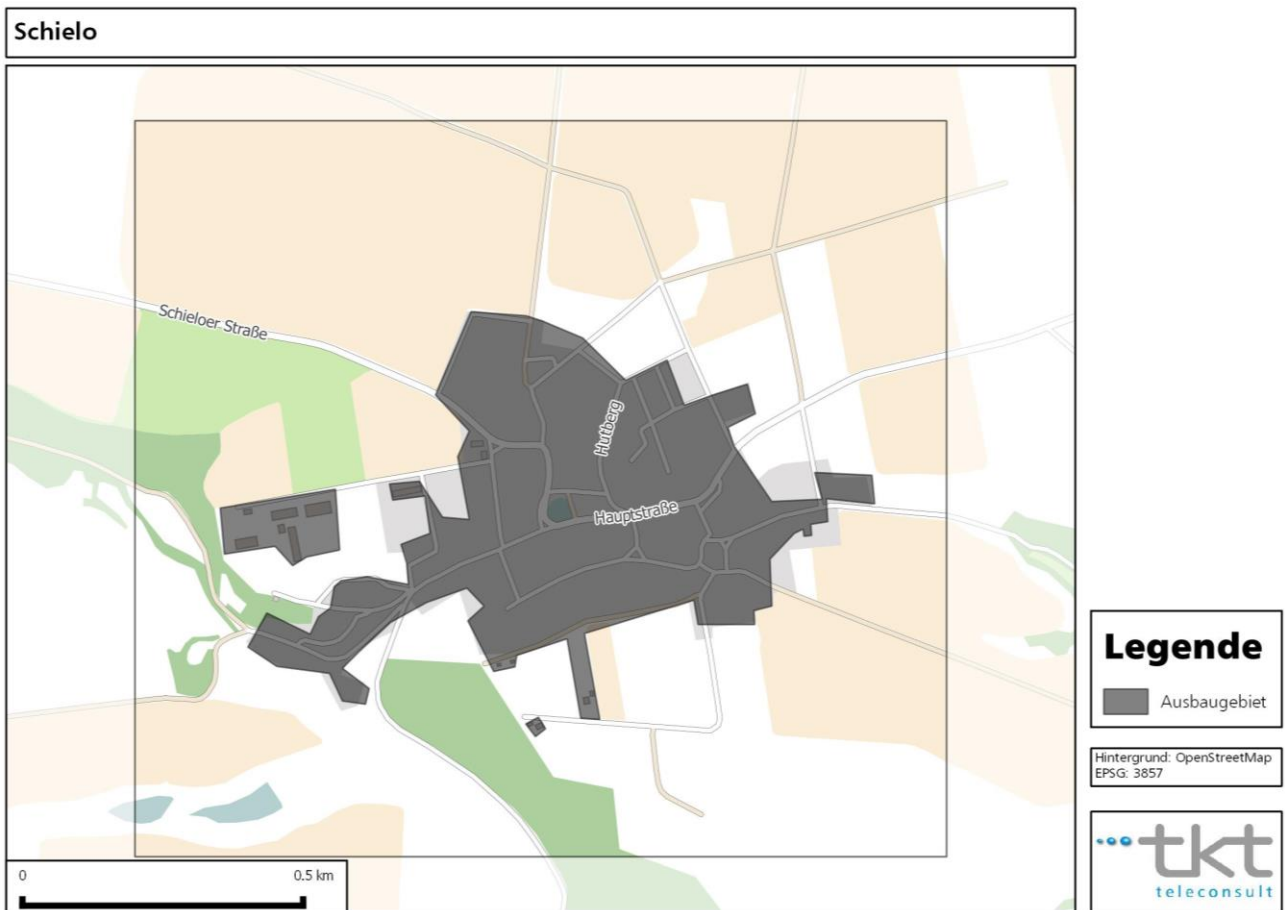 Schielo
Schieloer Straße
Hutberg
Hauptstraße
0 0.5 km
Legende
Ausbaugebiet
Hintergrund: OpenStreetMap
EPSG: 3857
tkt
teleconsult